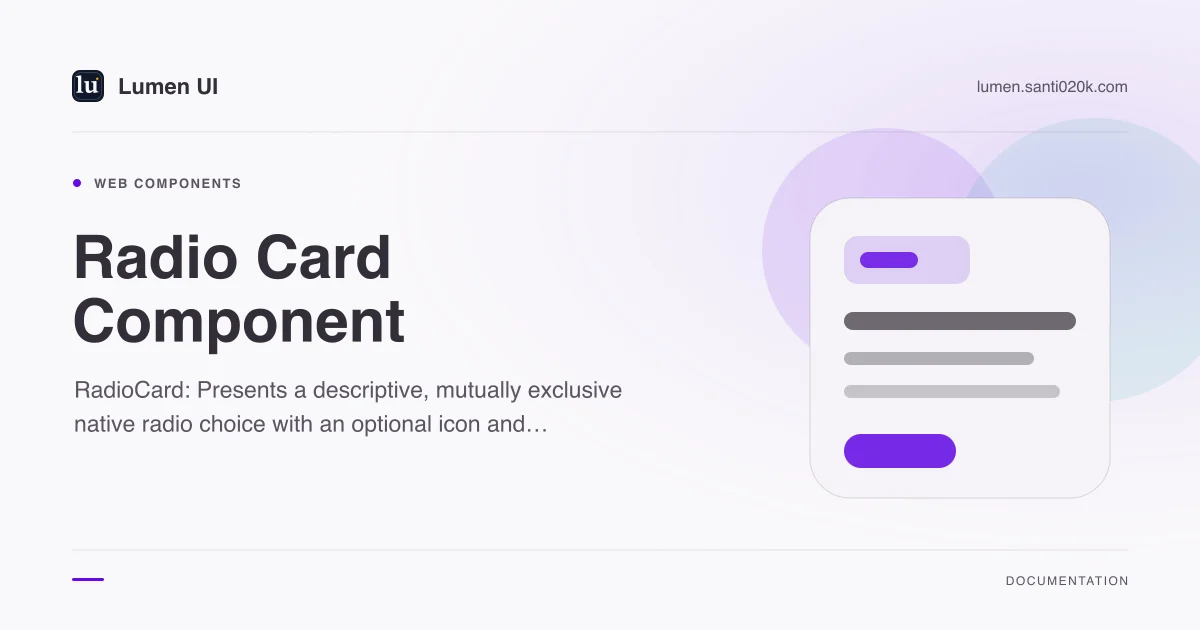 lu
Lumen UI
lumen.santi020k.com
WEB COMPONENTS
Radio Card
Component
RadioCard: Presents a descriptive, mutually exclusive
native radio choice with an optional icon and…
DOCUMENTATION